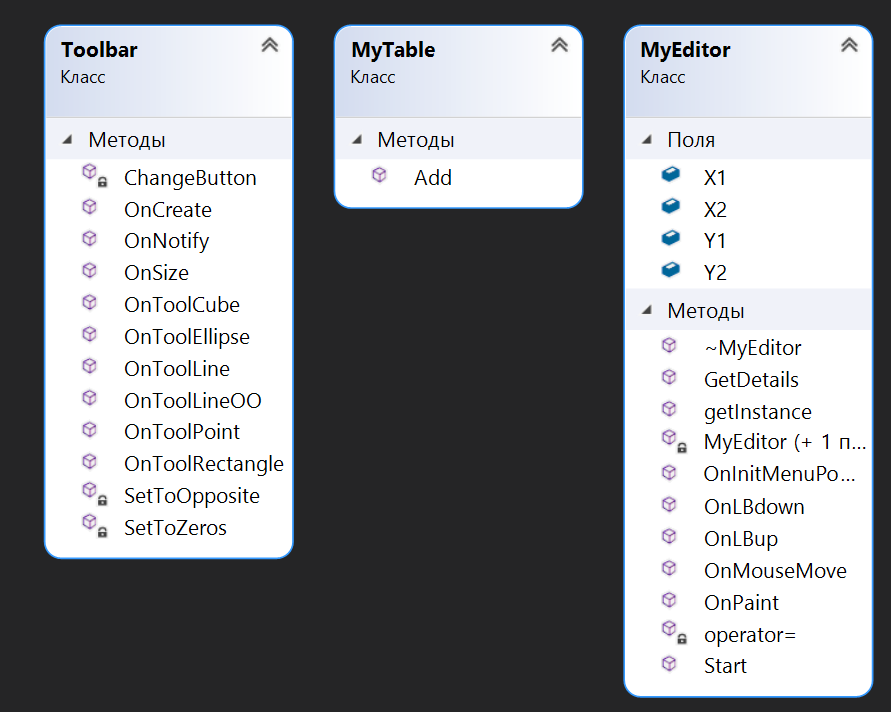 Toolbar
Класс
Методы
ChangeButton
OnCreate
OnNotify
OnSize
OnToolCube
OnToolEllipse
OnToolLine
OnToolLineOO
OnToolPoint
OnToolRectangle
SetToOpposite
SetToZeros
MyTable
Класс
Методы
Add
MyEditor
Класс
Поля
X1
X2
Y1
Y2
Методы
~MyEditor
GetDetails
getInstance
MyEditor (+ 1 п...
OnInitMenuPo...
OnLBdown
OnLBup
OnMouseMove
OnPaint
operator=
Start